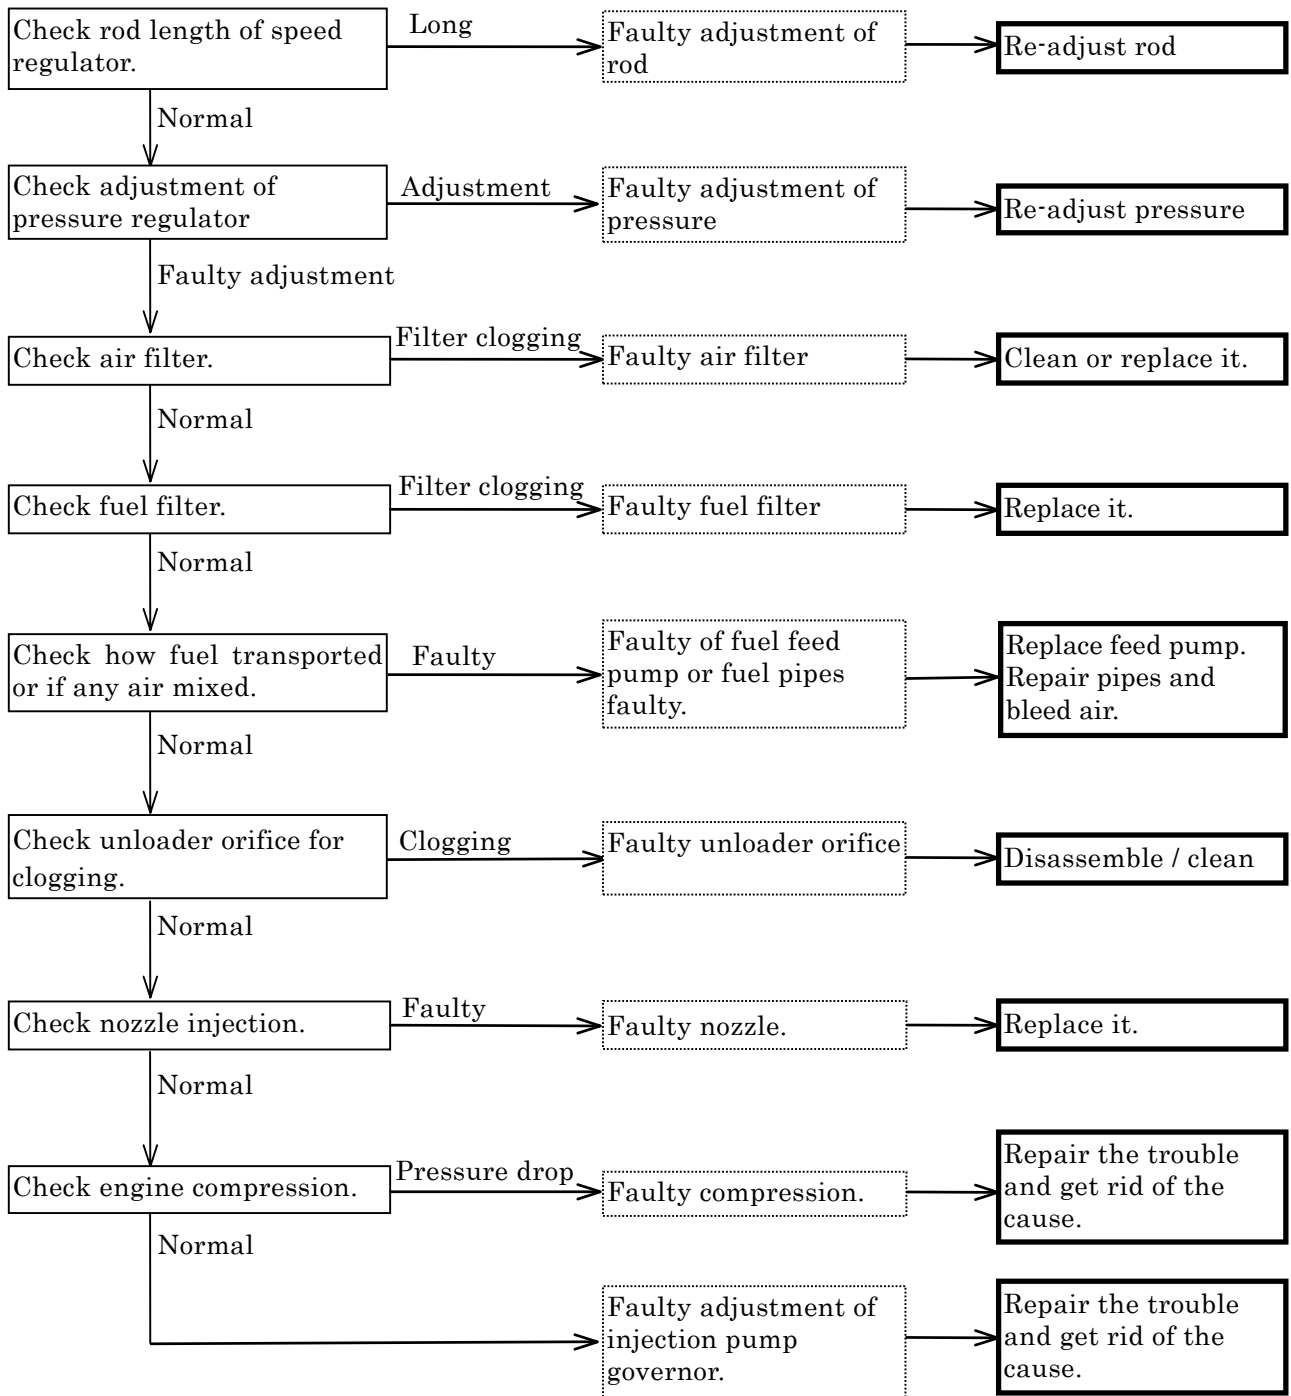 Check rod length of speed
regulator.
Long
Faulty adjustment of
rod
Re-adjust rod
Normal
Check adjustment of
pressure regulator
Adjustment
Faulty adjustment of
pressure
Re-adjust pressure
Faulty adjustment
Check air filter.
Filter clogging
Faulty air filter
Clean or replace it.
Normal
Check fuel filter.
Filter clogging
Faulty fuel filter
Replace it.
Normal
Check how fuel transported
or if any air mixed.
Faulty
Faulty of fuel feed
pump or fuel pipes
faulty.
Replace feed pump.
Repair pipes and
bleed air.
Normal
Check unloader orifice for
clogging.
Clogging
Faulty unloader orifice
Disassemble / clean
Normal
Check nozzle injection.
Faulty
Faulty nozzle.
Replace it.
Normal
Check engine compression.
Pressure drop
Faulty compression.
Repair the trouble
and get rid of the
cause.
Normal
Faulty adjustment of
injection pump
governor.
Repair the trouble
and get rid of the
cause.